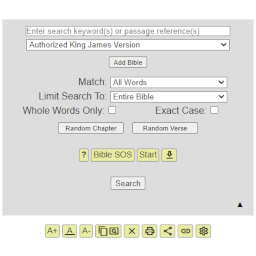 Enter search keyword(s) or passage reference(s)
Authorized King James Version
Add Bible
Match: All Words
Limit Search To: Entire Bible
Whole Words Only: Exact Case:
Random Chapter Random Verse
? Bible SOS Start
Search
A+ A A-